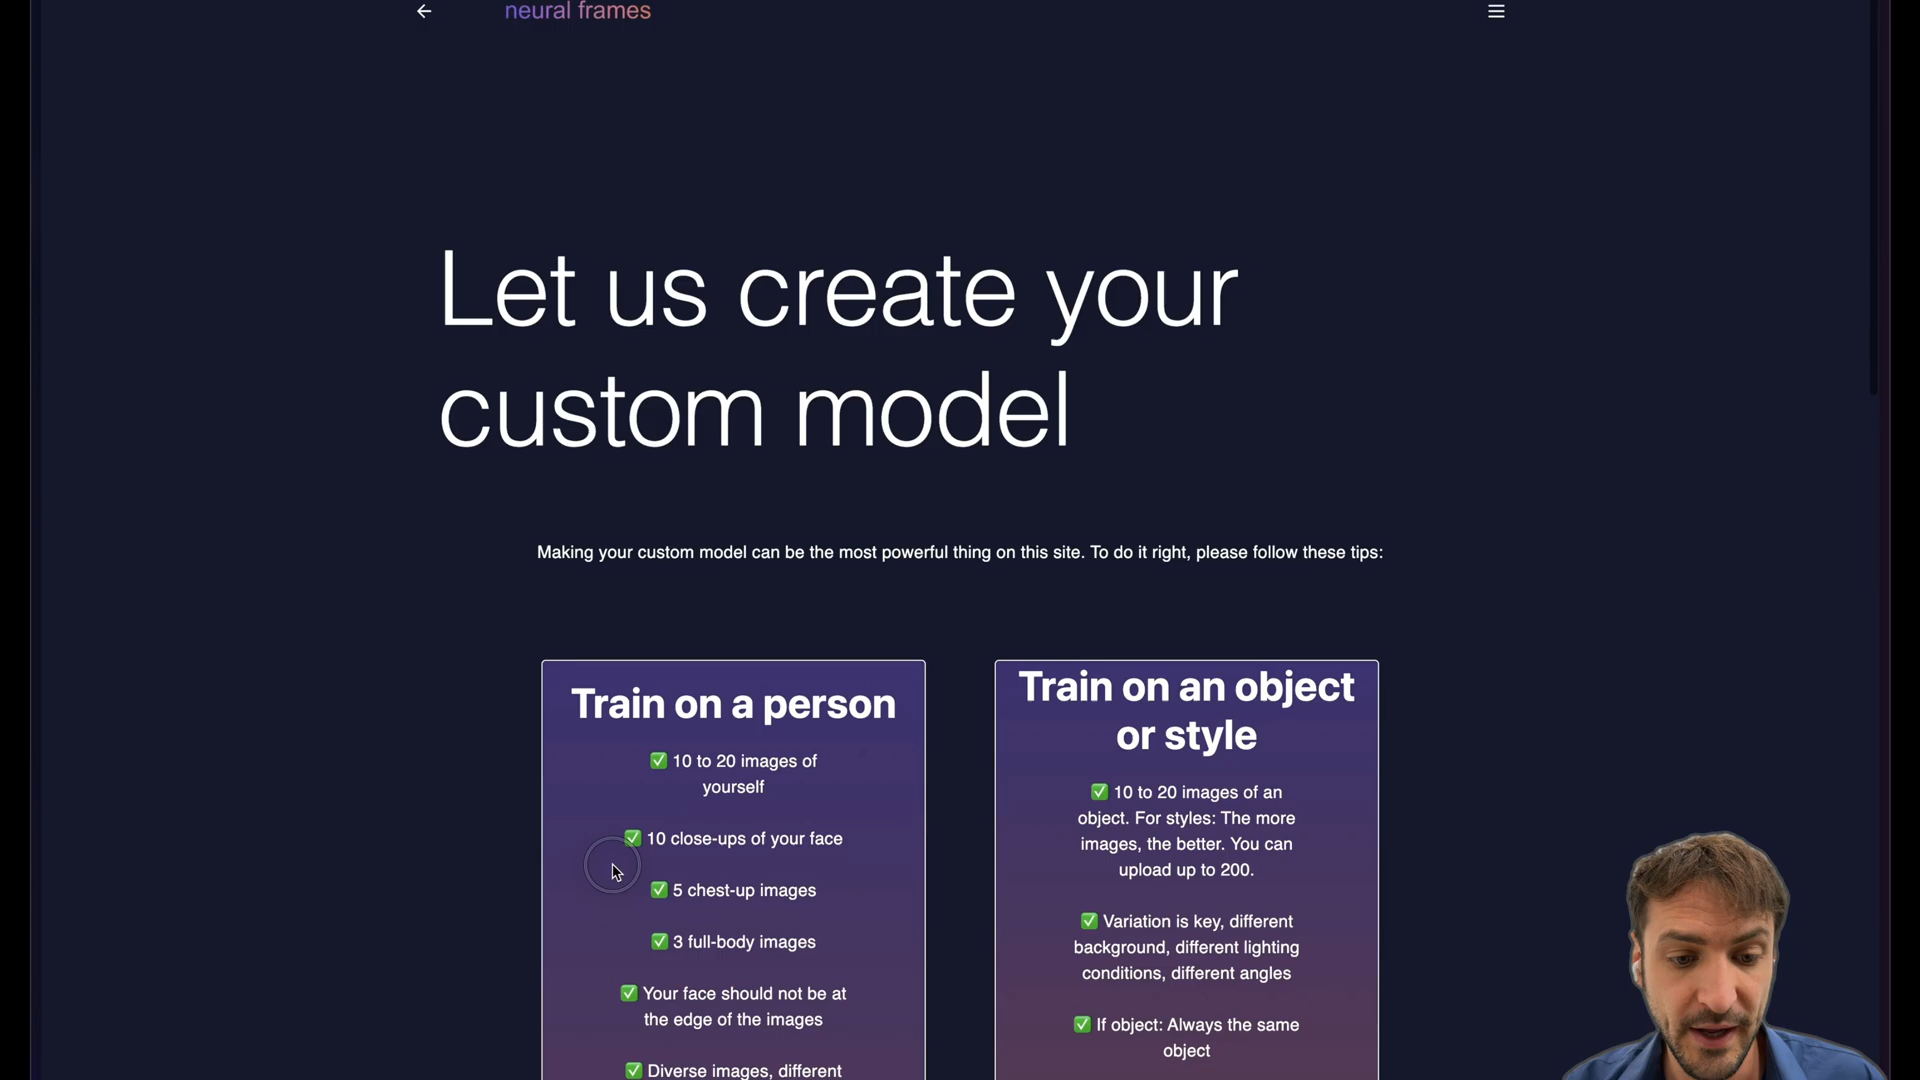 neural frames
Let us create your
custom model
Making your custom model can be the most powerful thing on this site. To do it right, please follow these tips:
Train on a person
✅ 10 to 20 images of
yourself
✅ 10 close-ups of your face
✅ 5 chest-up images
✅ 3 full-body images
✅ Your face should not be at
the edge of the images
✅ Diverse images, different
Train on an object
or style
✅ 10 to 20 images of an
object. For styles: The more
images, the better. You can
upload up to 200.
✅ Variation is key, different
background, different lighting
conditions, different angles
✅ If object: Always the same
object